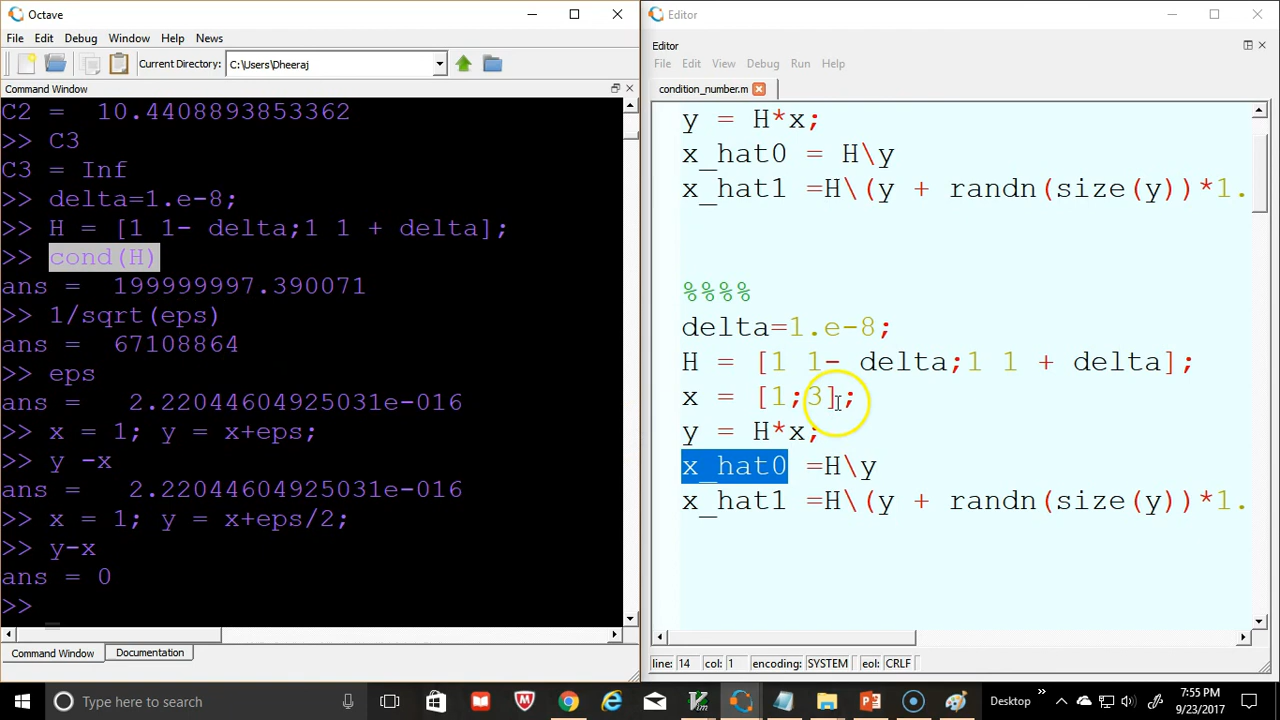 Octave
File Edit Debug Window Help News
Current Directory: C:\Users\Dheeraj
Command Window
C2 = 10.4408893853362
>> C3
C3 = Inf
>> delta=1.e-8;
>> H = [1 1- delta;1 1 + delta];
>> cond(H)
ans = 199999997.390071
>> 1/sqrt(eps)
ans = 67108864
>> eps
ans = 2.22044604925031e-016
>> x = 1; y = x+eps;
>> y -x
ans = 2.22044604925031e-016
>> x = 1; y = x+eps/2;
>> y-x
ans = 0
>>
Command Window Documentation
Editor
Editor
File Edit View Debug Run Help
condition_number.m
y = H*x;
x_hat0 = H\y
x_hat1 =H\(y + randn(size(y))*1.
%%%%
delta=1.e-8;
H = [1 1- delta;1 1 + delta];
x = [1;3];
y = H*x;
x_hat0 =H\y
x_hat1 =H\(y + randn(size(y))*1.
line: 14 col: 1 encoding: SYSTEM eol: CRLF
Type here to search
Desktop
7:55 PM
9/23/2017